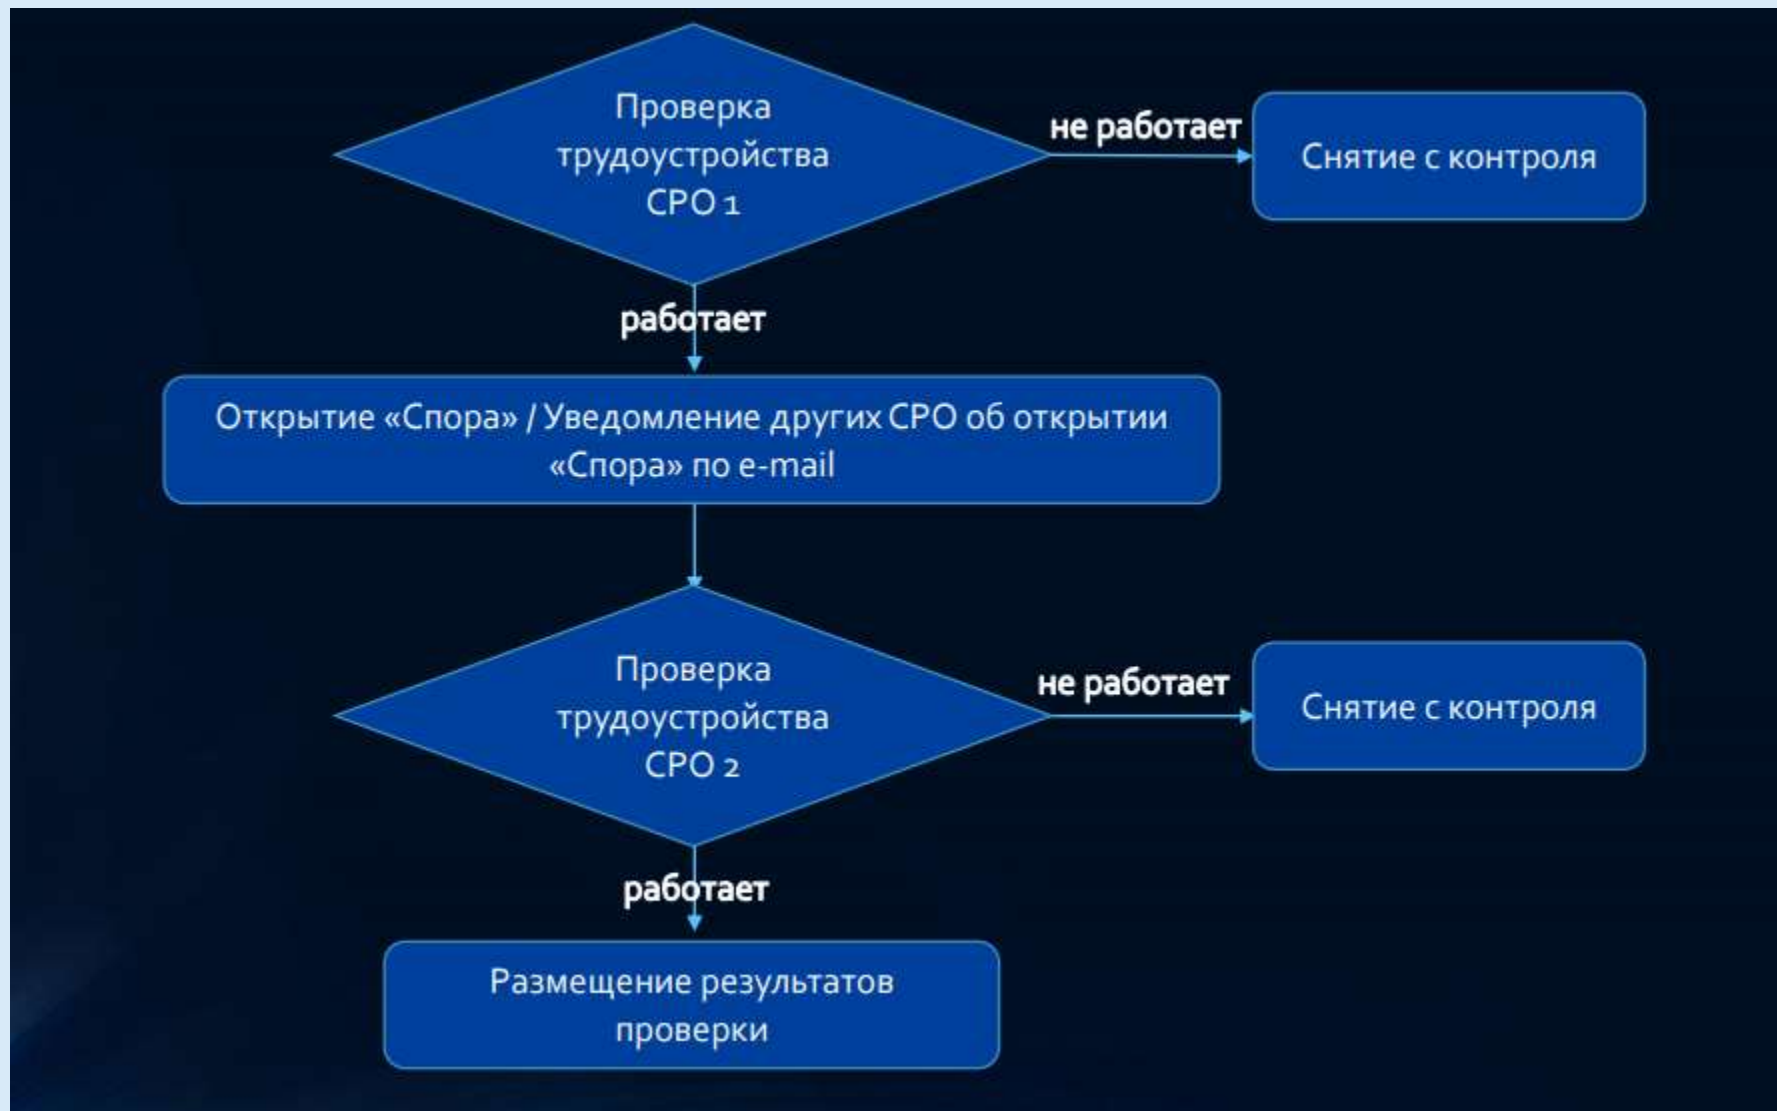 Проверка
трудоустройства
СРО 1
не работает
Снятие с контроля
работает
Открытие «Спора» / Уведомление других СРО об открытии
«Спора» по e-mail
Проверка
трудоустройства
СРО 2
не работает
Снятие с контроля
работает
Размещение результатов
проверки